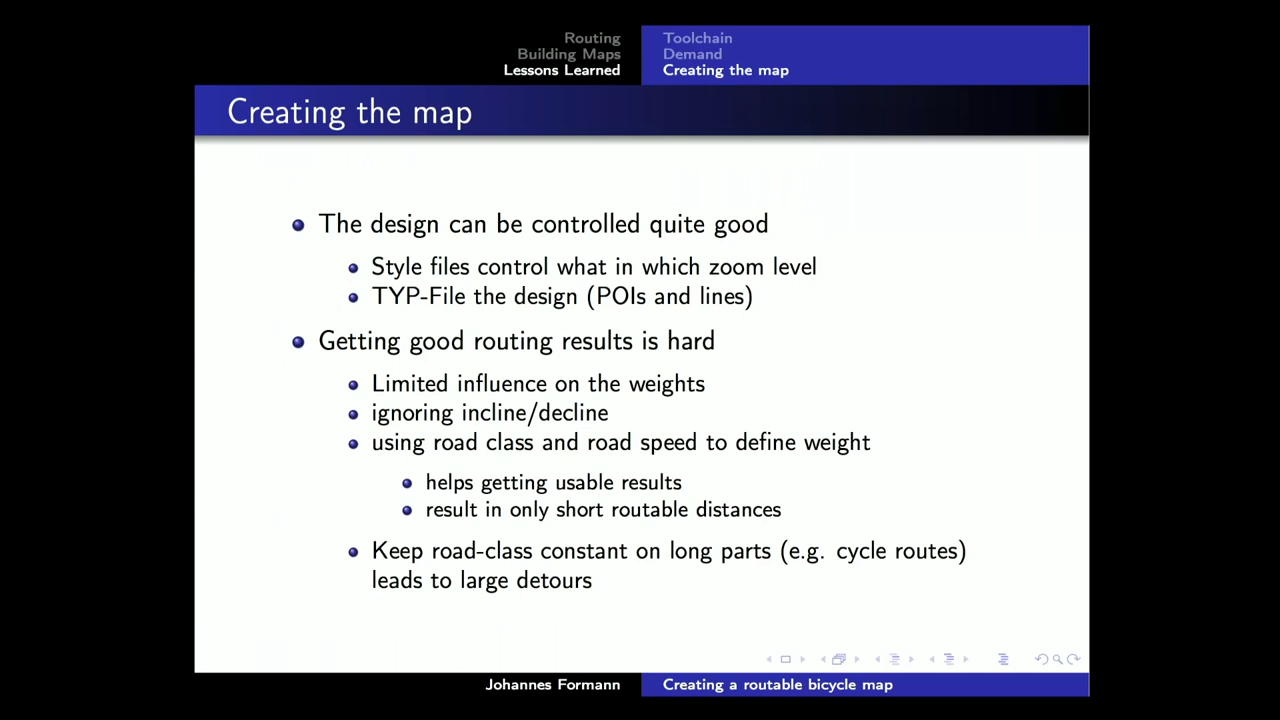 Routing
Building Maps
Lessons Learned
Toolchain
Demand
Creating the map
Creating the map
The design can be controlled quite good
Style files control what in which zoom level
TYP-File the design (POIs and lines)
Getting good routing results is hard
Limited influence on the weights
ignoring incline/decline
using road class and road speed to define weight
helps getting usable results
result in only short routable distances
Keep road-class constant on long parts (e.g. cycle routes)
leads to large detours
Johannes Formann
Creating a routable bicycle map